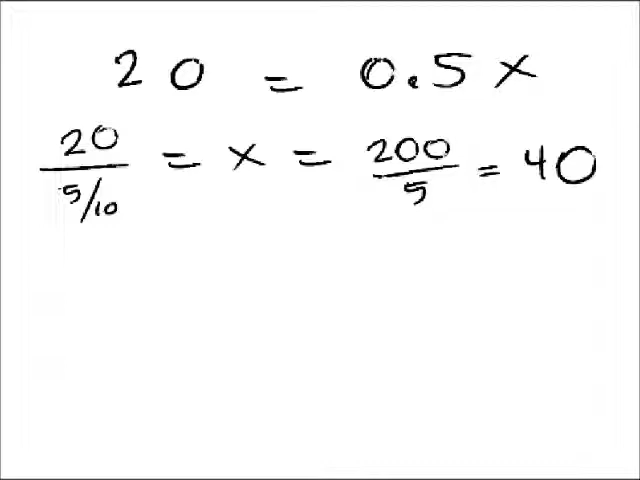 20 = 0.5x
20/(5/10) = x = 200/5 = 40